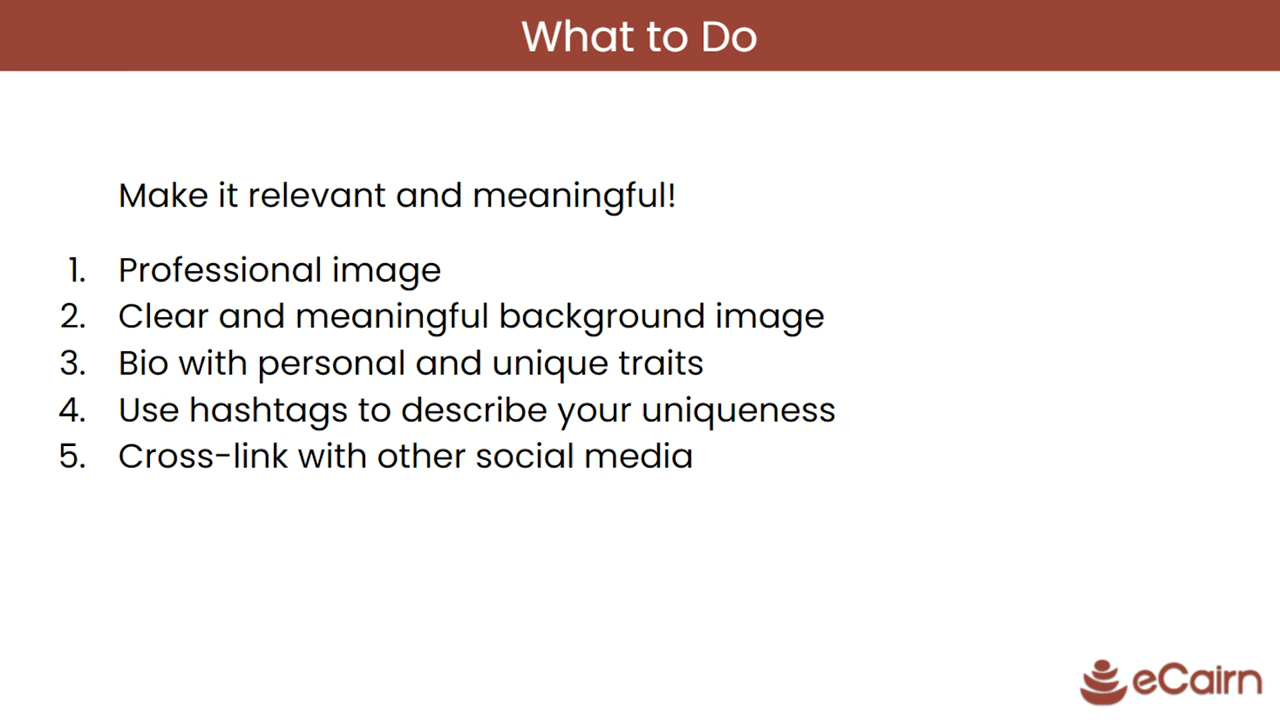 What to Do
Make it relevant and meaningful!
1. Professional image
2. Clear and meaningful background image
3. Bio with personal and unique traits
4. Use hashtags to describe your uniqueness
5. Cross-link with other social media
eCairn